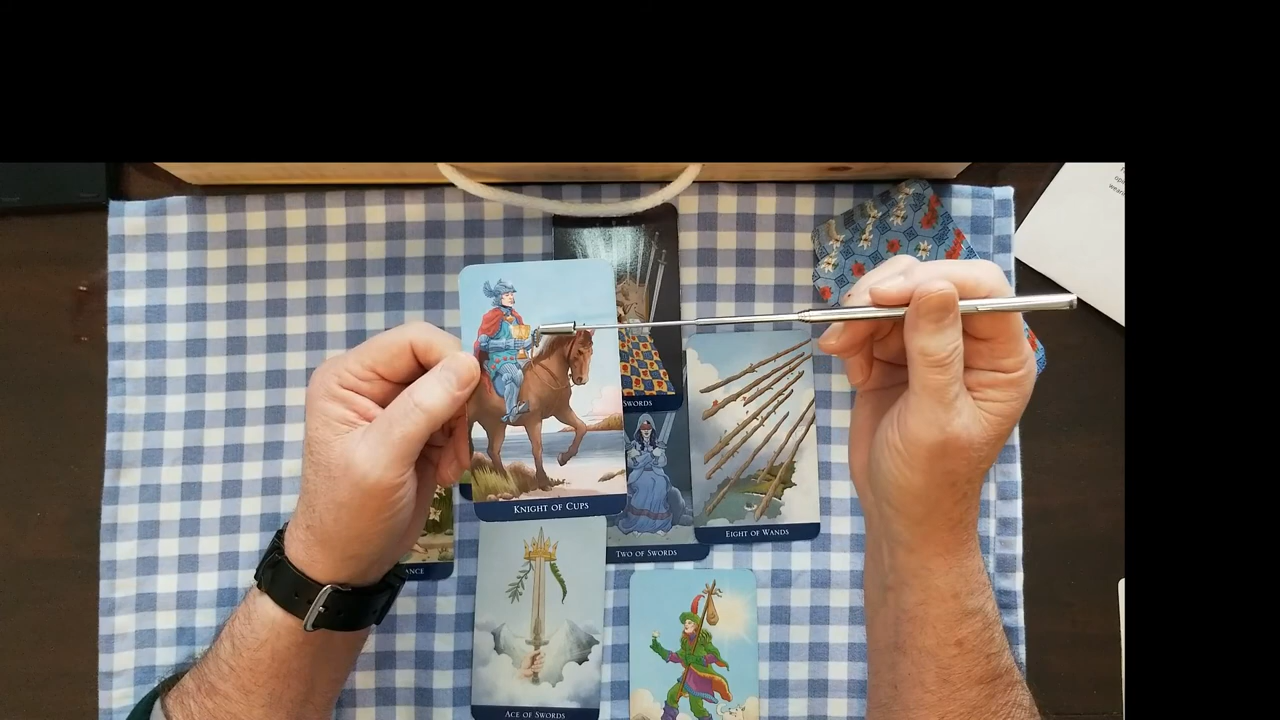 SWORDS
KNIGHT OF CUPS
TWO OF SWORDS
EIGHT OF WANDS
ANCE
ACE OF SWORDS